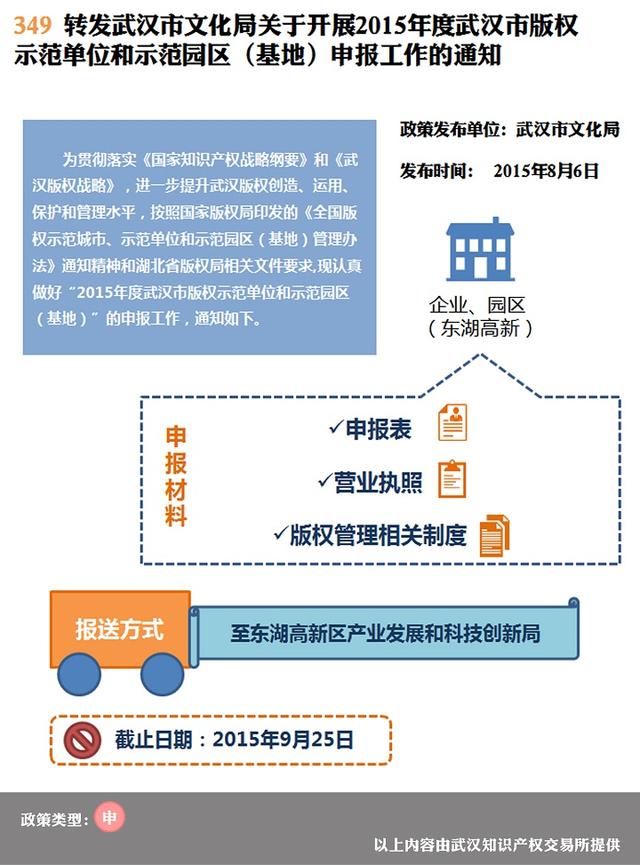 349 转发武汉市文化局关于开展2015年度武汉市版权
示范单位和示范园区（基地）申报工作的通知
为贯彻落实《国家知识产权战略纲要》和《武
汉版权战略》，进一步提升武汉版权创造、运用、
保护和管理水平，按照国家版权局印发的《全国版
权示范城市、示范单位和示范园区（基地）管理办
法》通知精神和湖北省版权局相关文件要求,现认真
做好“2015年度武汉市版权示范单位和示范园区
（基地）”的申报工作，通知如下。
政策发布单位：武汉市文化局
发布时间： 2015年8月6日
企业、园区
（东湖高新）
申报材料
✓申报表
✓营业执照
✓版权管理相关制度
报送方式
至东湖高新区产业发展和科技创新局
截止日期：2015年9月25日
政策类型：申
以上内容由武汉知识产权交易所提供